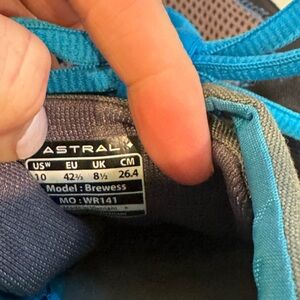 ASTRAL
USW EU UK CM
10 42⅔ 8½ 26.4
Model : Brewess
MO : WR141